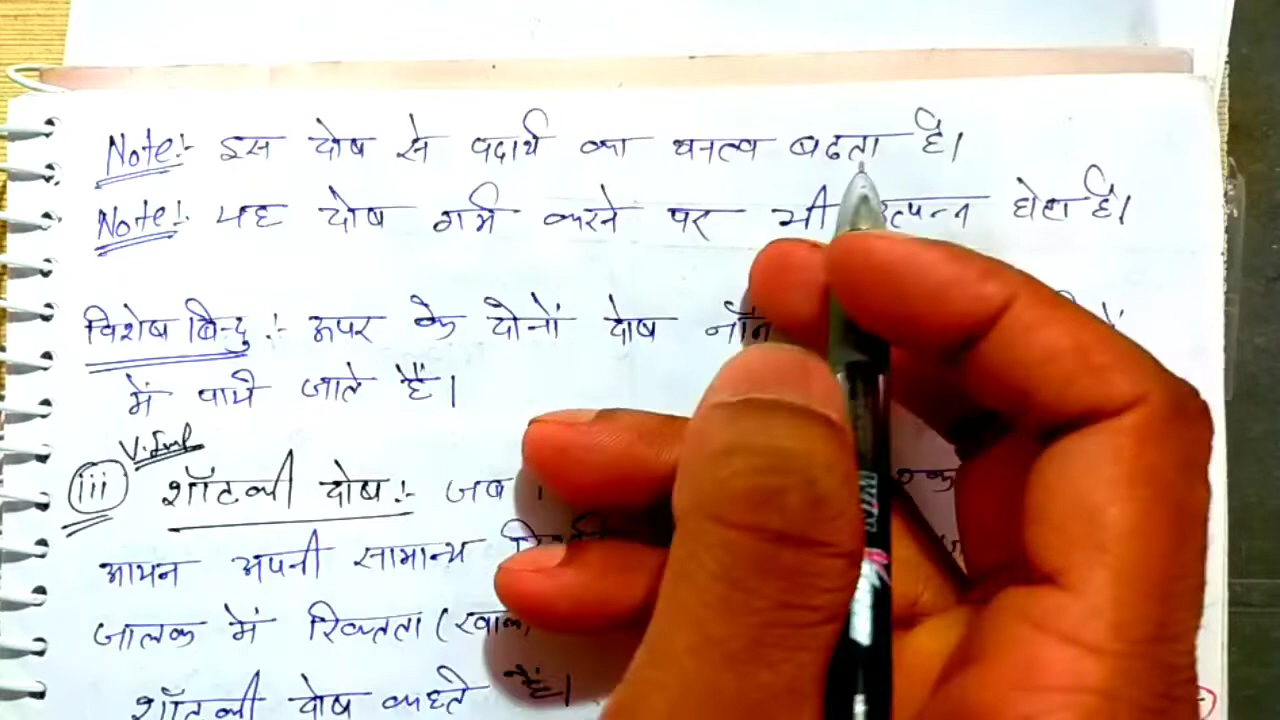 Note:- इस दोष से पदार्थ का घनत्व बढता है।
Note:- यह दोष गर्म करने पर भी उत्पन्न होता है।
विशेष बिन्दु :- ऊपर के दोनों दोष नॉन
में पाये जाते हैं।
V.Imp
(iii) शॉटकी दोष :- जब
आयन अपनी सामान्य
जालक में रिक्तता (
शॉटकी दोष कहते हैं।